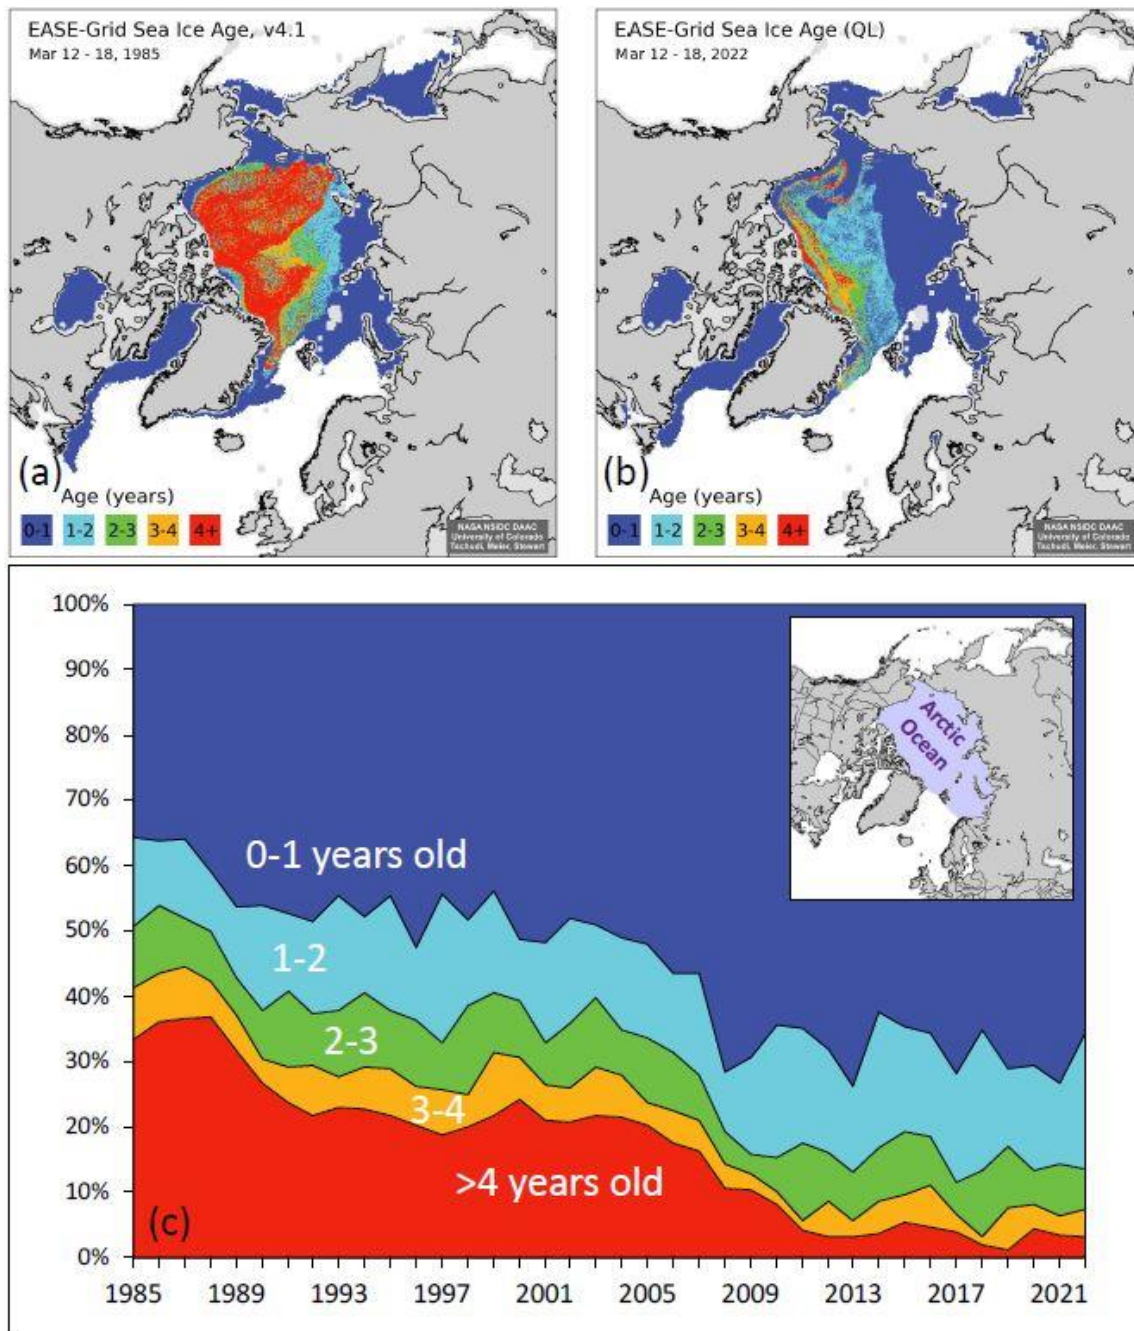 EASE-Grid Sea Ice Age, v4.1
Mar 12 - 18, 1985
(a)
Age (years)
0-1 1-2 2-3 3-4 4+
NASA NSIDC DAAC
University of Colorado
Tschudi, Meier, Stewart
EASE-Grid Sea Ice Age (QL)
Mar 12 - 18, 2022
(b)
Age (years)
0-1 1-2 2-3 3-4 4+
NASA NSIDC DAAC
University of Colorado
Tschudi, Meier, Stewart
100%
90%
80%
70%
60%
50%
40%
30%
20%
10%
0%
Arctic
Ocean
0-1 years old
1-2
2-3
3-4
>4 years old
(c)
1985 1989 1993 1997 2001 2005 2009 2013 2017 2021